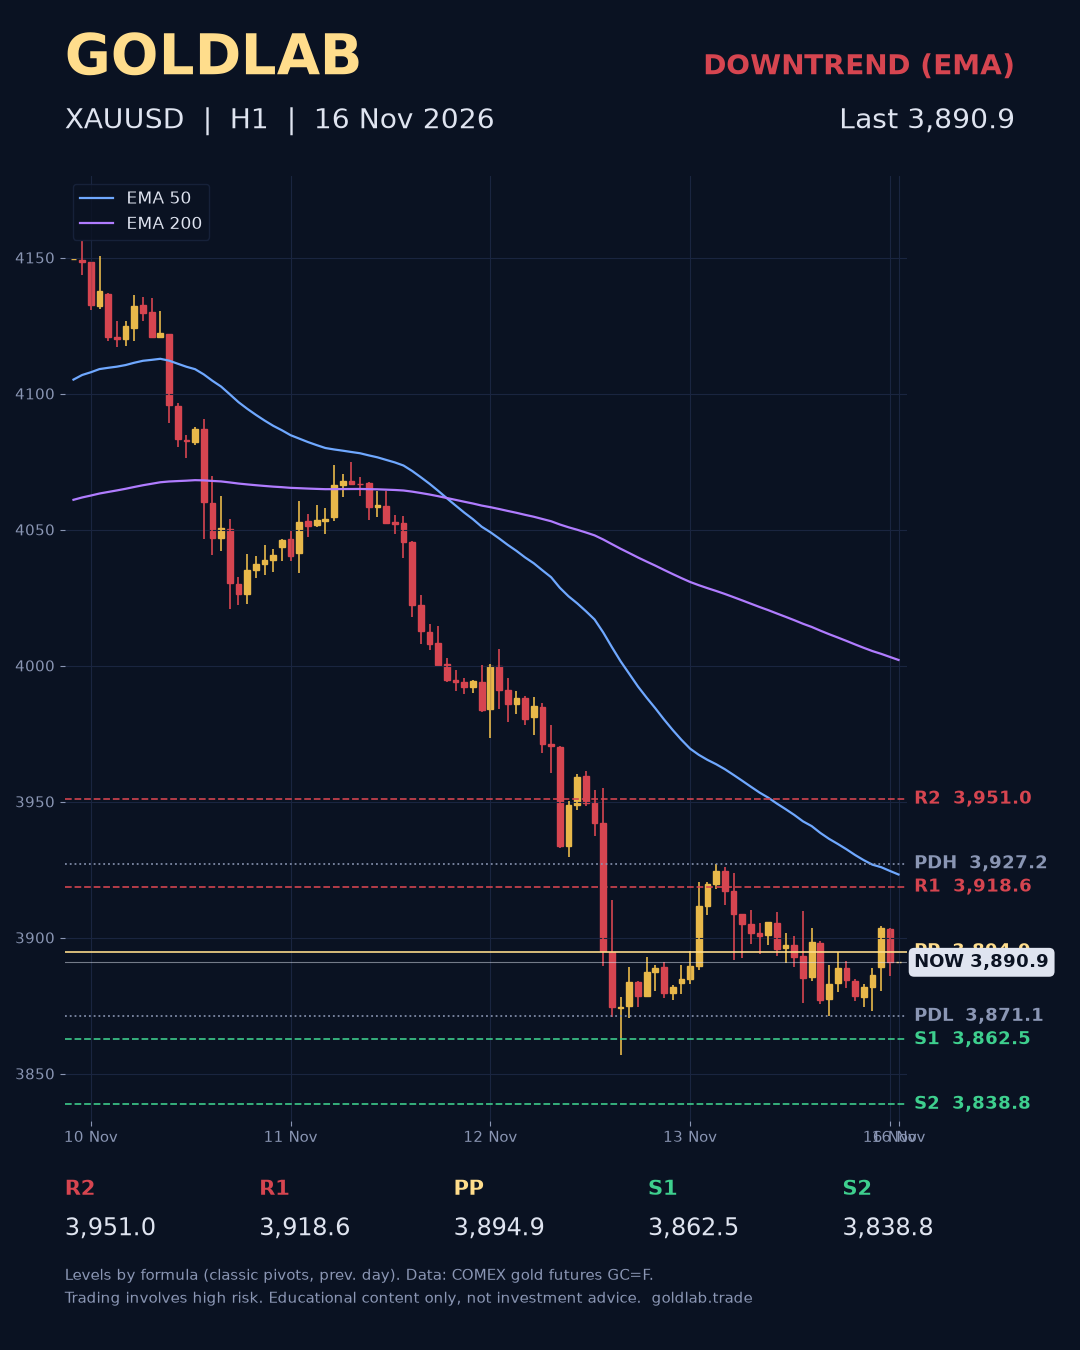 GOLDLAB
DOWNTREND (EMA)
XAUUSD | H1 | 16 Nov 2026
Last 3,890.9
EMA 50
EMA 200
4150
4100
4050
4000
3950
3900
3850
R2 3,951.0
PDH 3,927.2
R1 3,918.6
NOW 3,890.9
PDL 3,871.1
S1 3,862.5
S2 3,838.8
10 Nov
11 Nov
12 Nov
13 Nov
16 Nov
R2
R1
PP
S1
S2
3,951.0
3,918.6
3,894.9
3,862.5
3,838.8
Levels by formula (classic pivots, prev. day). Data: COMEX gold futures GC=F.
Trading involves high risk. Educational content only, not investment advice. goldlab.trade